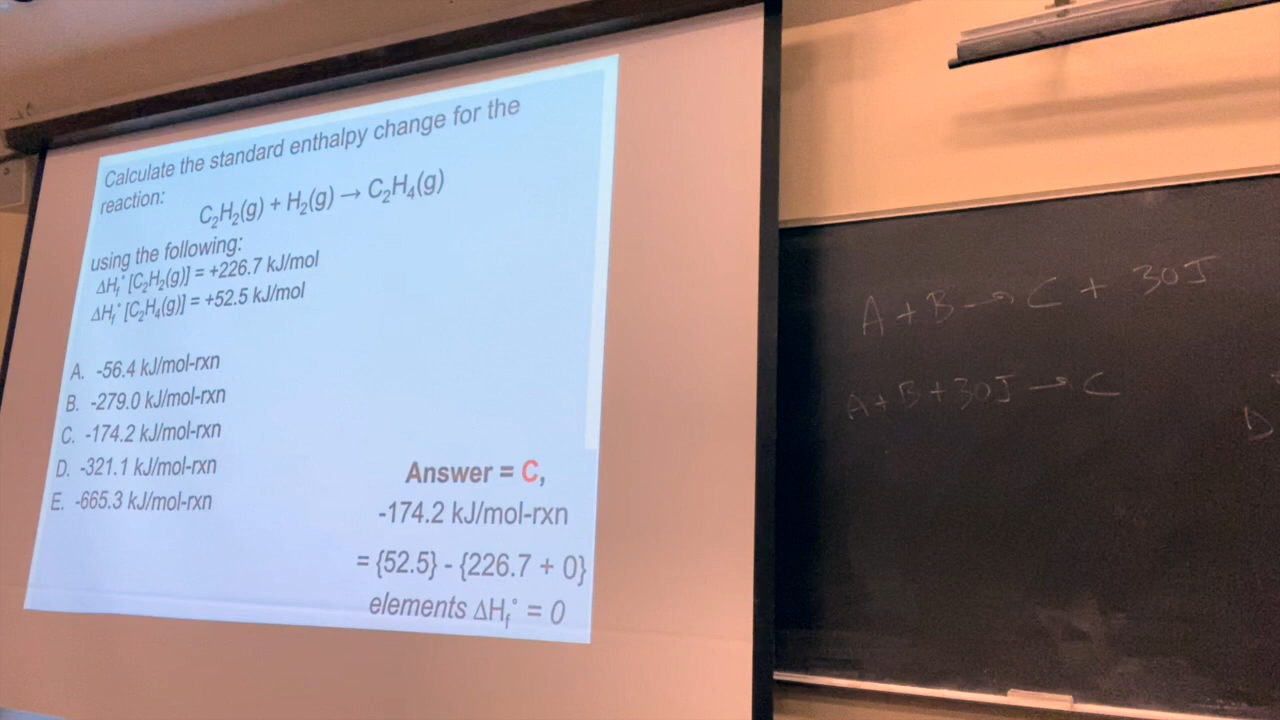 Calculate the standard enthalpy change for the
reaction:
C₂H₂(g) + H₂(g) → C₂H₄(g)
using the following:
ΔH_f° [C₂H₂(g)] = +226.7 kJ/mol
ΔH_f° [C₂H₄(g)] = +52.5 kJ/mol
A. -56.4 kJ/mol-rxn
B. -279.0 kJ/mol-rxn
C. -174.2 kJ/mol-rxn
D. -321.1 kJ/mol-rxn
E. -665.3 kJ/mol-rxn
Answer = C,
-174.2 kJ/mol-rxn
= {52.5} - {226.7 + 0}
elements ΔH_f° = 0
A + B → C + 30J
A + B + 30J → C
D